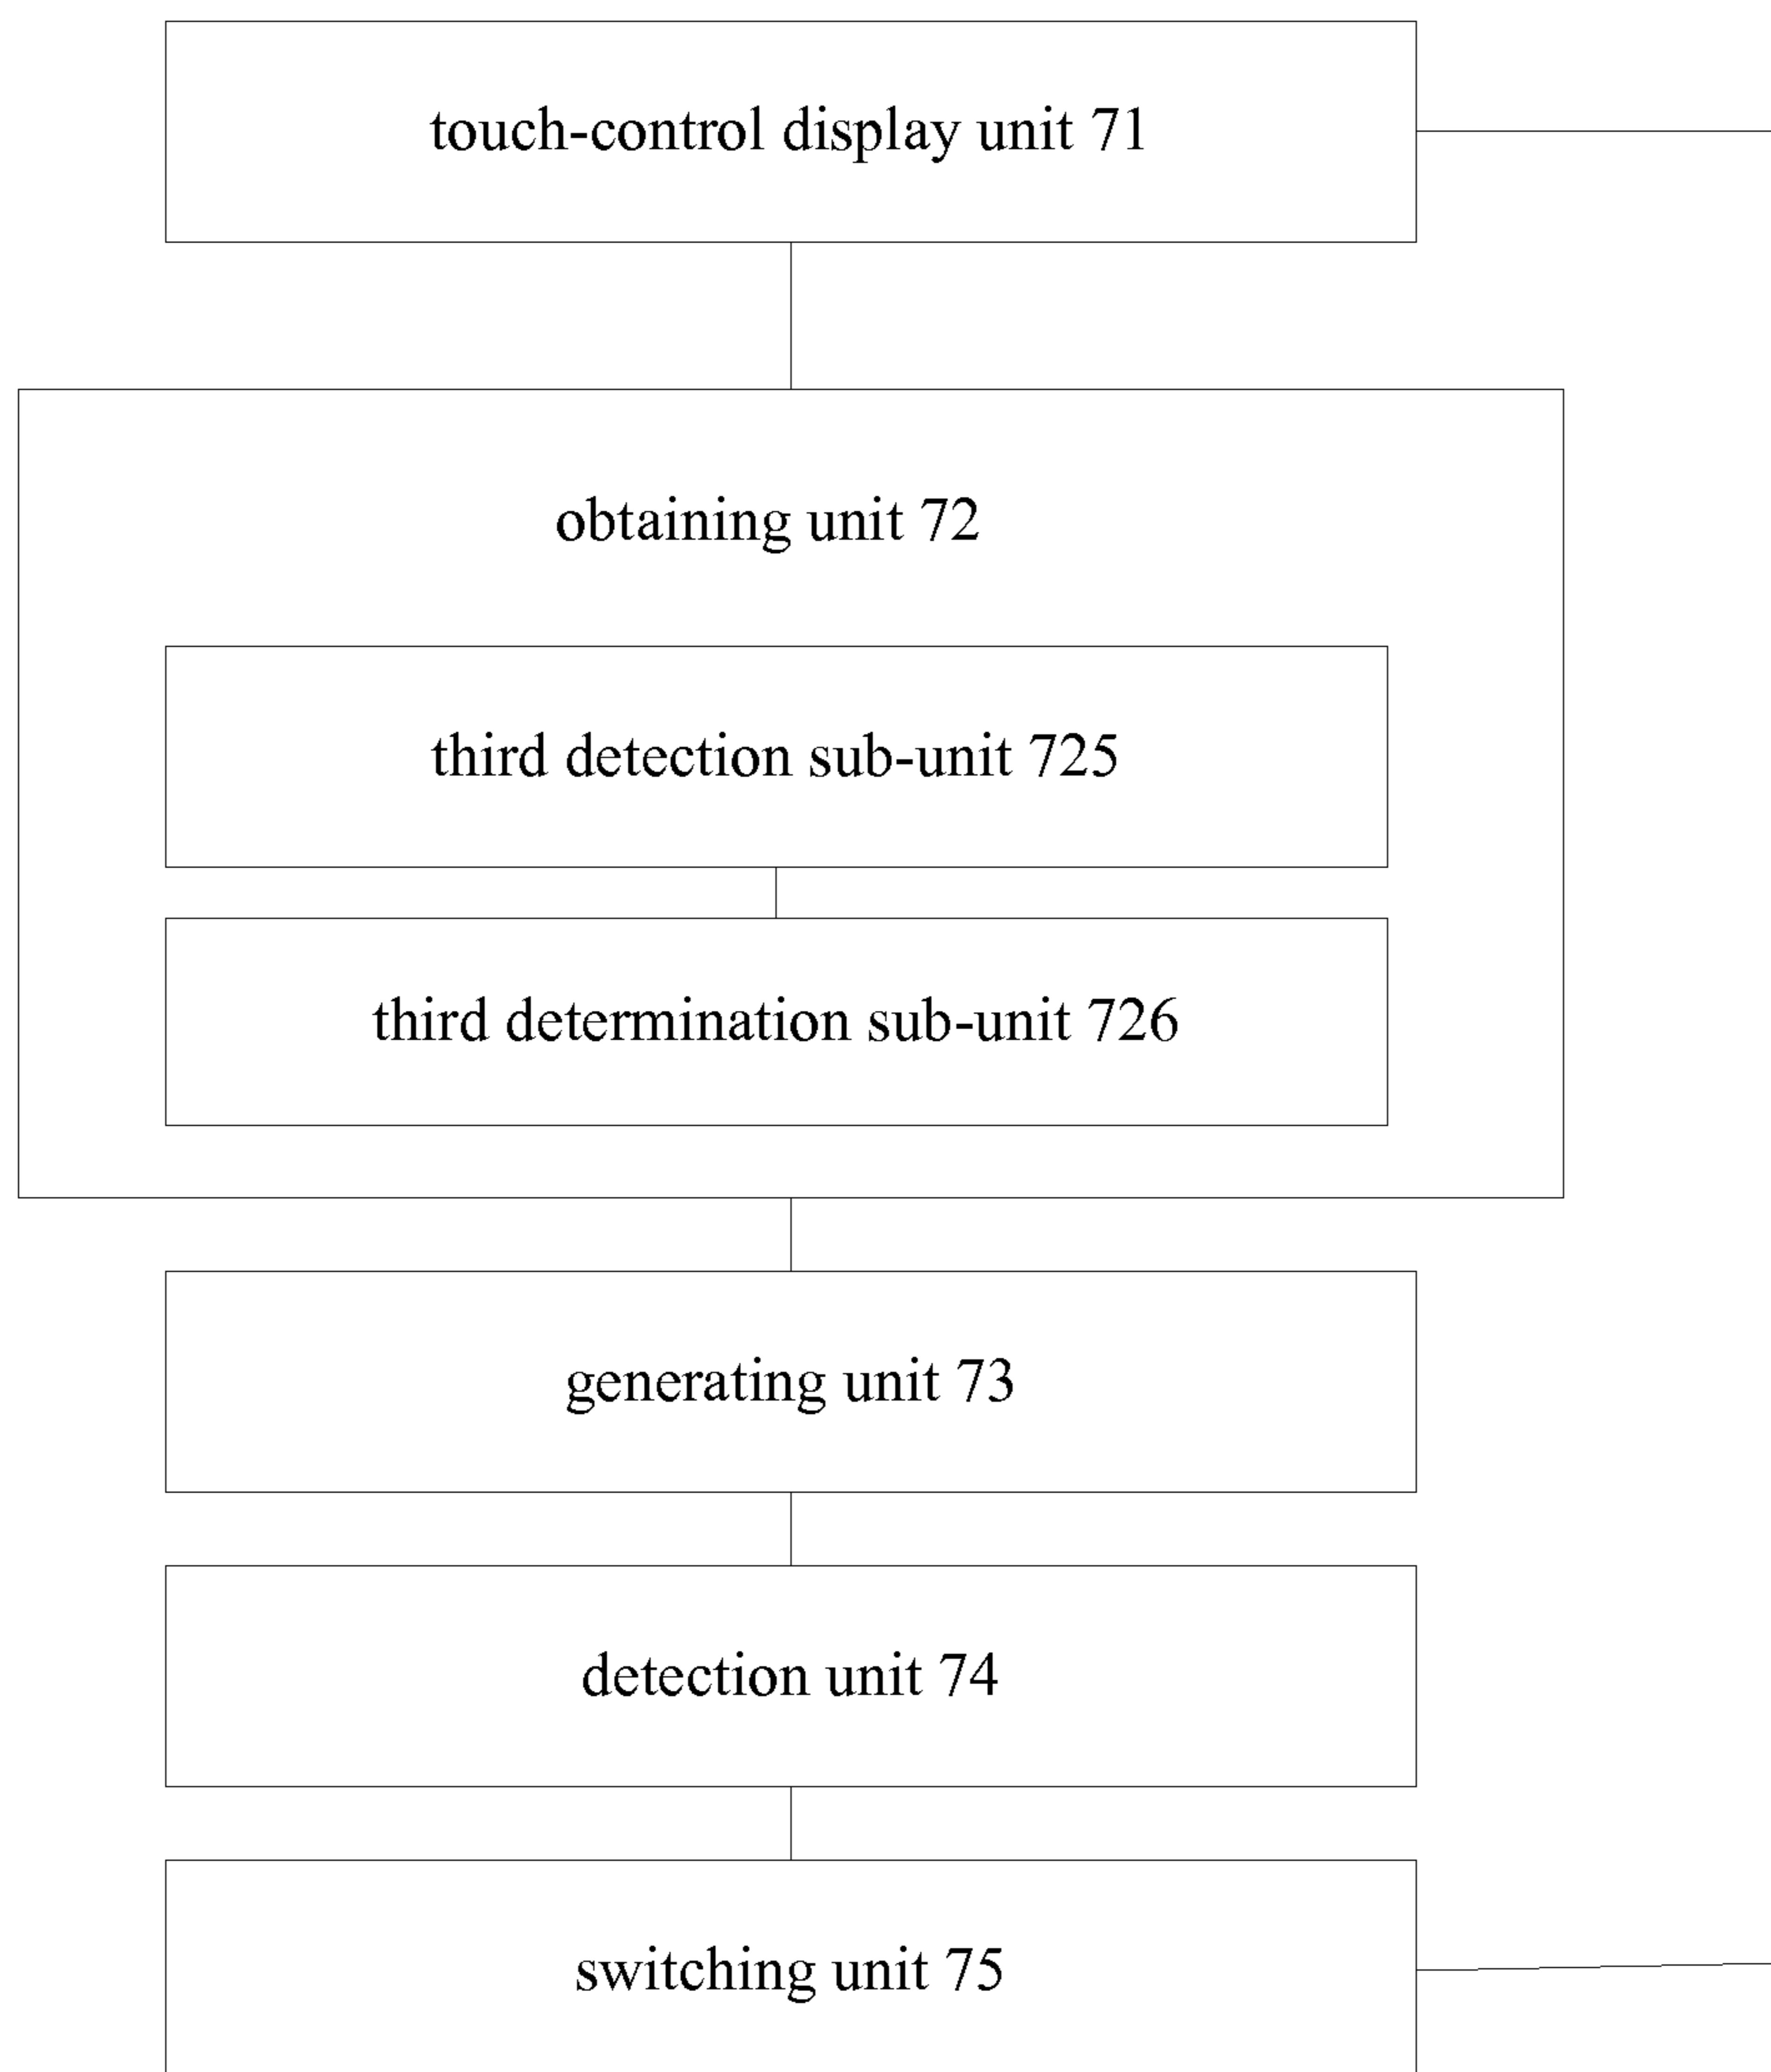 touch-control display unit 71
obtaining unit 72
third detection sub-unit 725
third determination sub-unit 726
generating unit 73
detection unit 74
switching unit 75